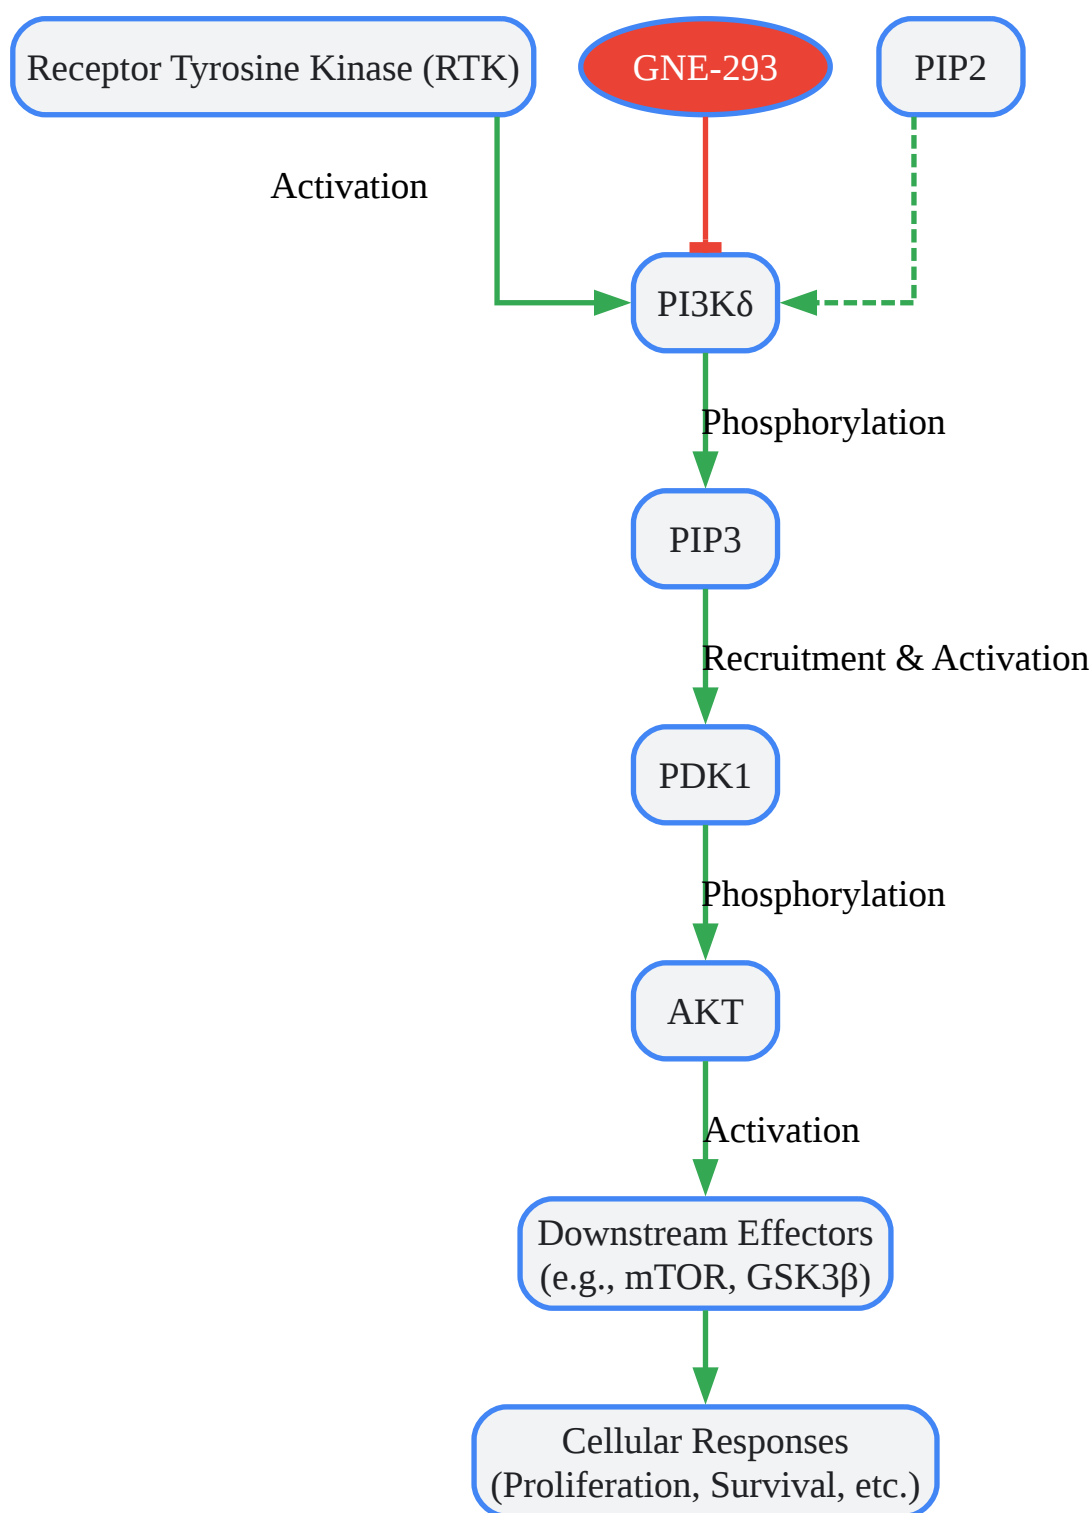 Receptor Tyrosine Kinase (RTK)
GNE-293
PIP2
Activation
PI3Kδ
Phosphorylation
PIP3
Recruitment & Activation
PDK1
Phosphorylation
AKT
Activation
Downstream Effectors
(e.g., mTOR, GSK3β)
Cellular Responses
(Proliferation, Survival, etc.)